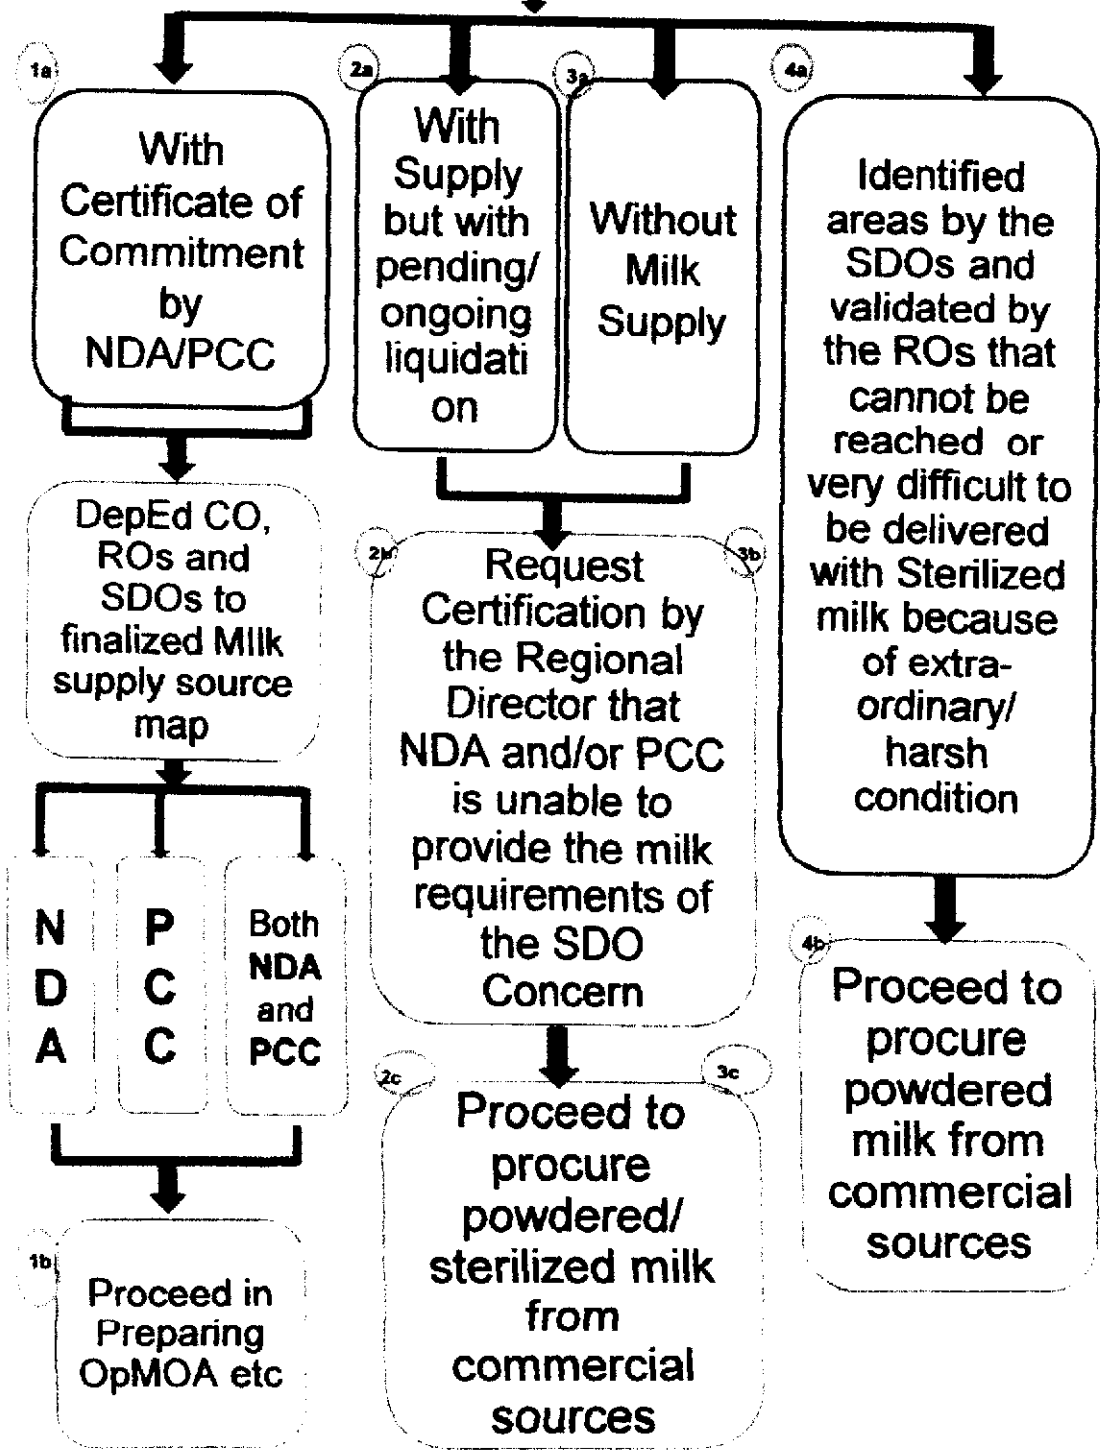 1a
With
Certificate of
Commitment
by
NDA/PCC
DepEd CO,
ROs and
SDOs to
finalized MIlk
supply source
map
N
D
A
P
C
C
Both
NDA
and
PCC
1b
Proceed in
Preparing
OpMOA etc
2a
With
Supply
but with
pending/
ongoing
liquidati
on
3a
Without
Milk
Supply
2b
3b
Request
Certification by
the Regional
Director that
NDA and/or PCC
is unable to
provide the milk
requirements of
the SDO
Concern
2c
3c
Proceed to
procure
powdered/
sterilized milk
from
commercial
sources
4a
Identified
areas by the
SDOs and
validated by
the ROs that
cannot be
reached or
very difficult to
be delivered
with Sterilized
milk because
of extra-
ordinary/
harsh
condition
4b
Proceed to
procure
powdered
milk from
commercial
sources